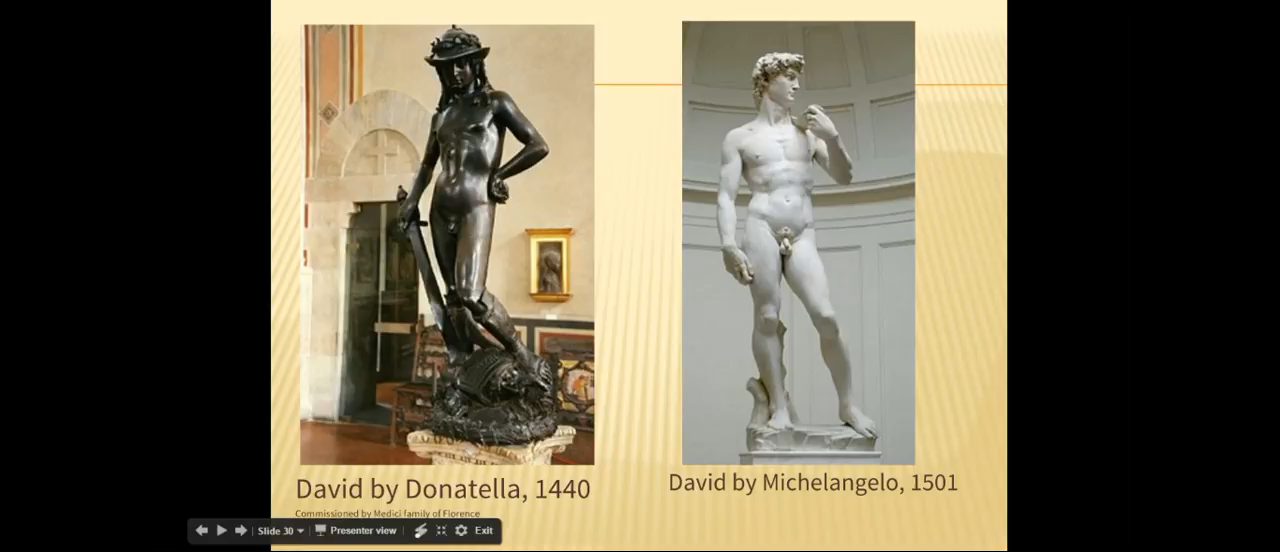 David by Donatella, 1440
David by Michelangelo, 1501
Commissioned by Medici family of Florence
Slide 30
Presenter view
Exit